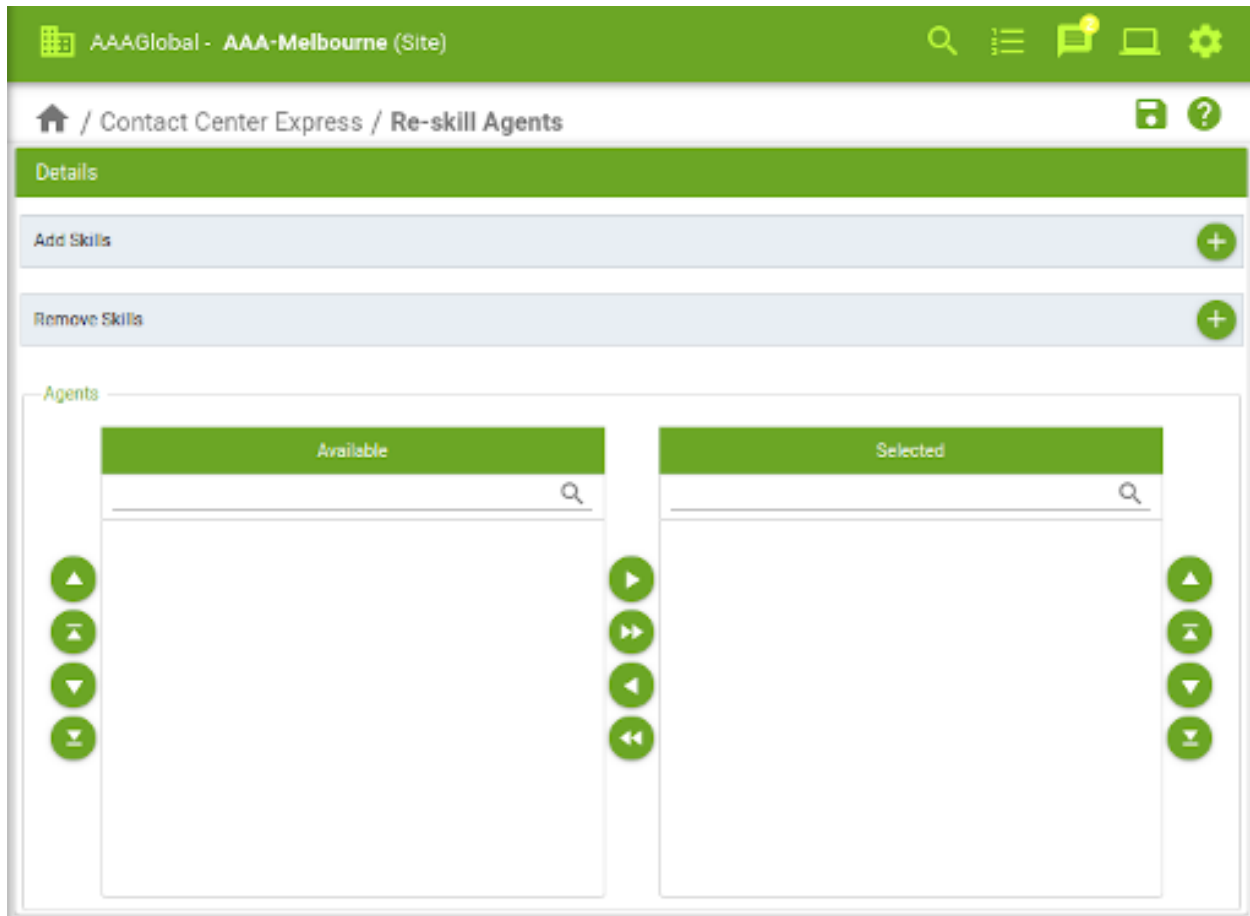 AAAGlobal - AAA-Melbourne (Site)
/ Contact Center Express / Re-skill Agents
Details
Add Skills
Remove Skills
Agents
Available
Selected